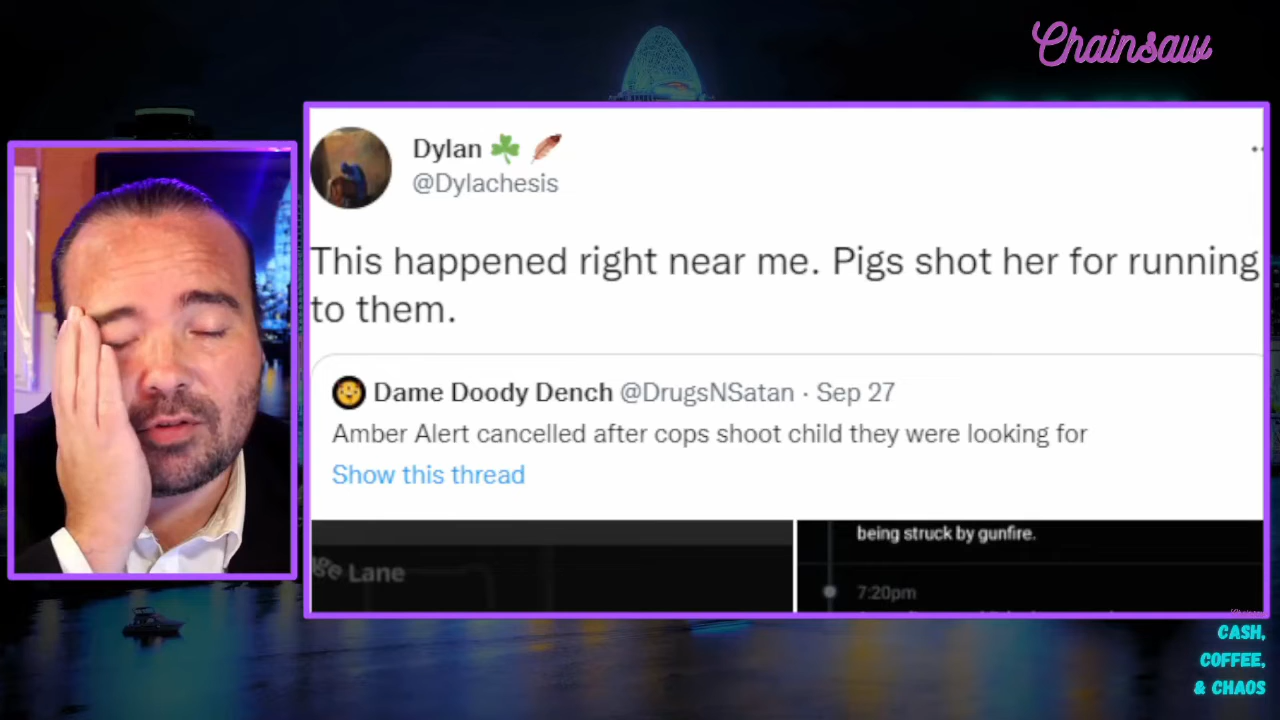 Chainsaw
Dylan ☘️ 🪶
@Dylachesis
This happened right near me. Pigs shot her for running
to them.
Dame Doody Dench @DrugsNSatan · Sep 27
Amber Alert cancelled after cops shoot child they were looking for
Show this thread
ge Lane
being struck by gunfire.
7:20pm
CASH,
COFFEE,
& CHAOS